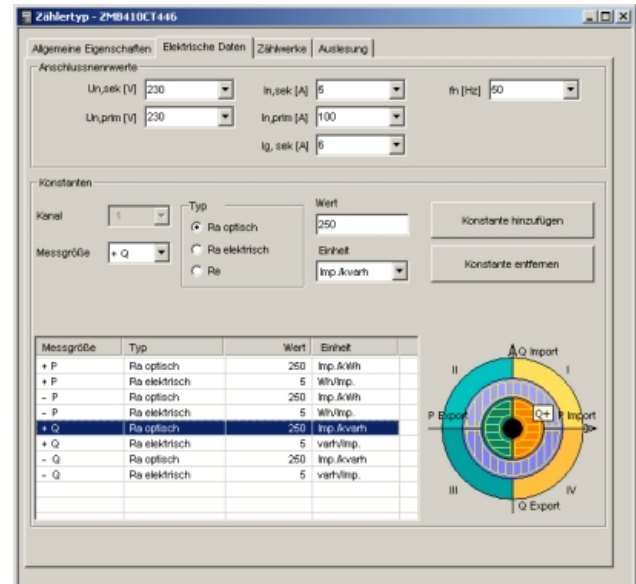 Zählertyp - ZMB410CT446
Allgemeine Eigenschaften Elektrische Daten Zählwerke Auslesung
Anschlussnennwerte
Un,sek [V] 230 In,sek [A] 5 fn [Hz] 50
Un,prim [V] 230 In,prim [A] 100
Ig, sek [A] 6
Konstanten
Kanal 1 Typ Wert
Ra optisch 250 Konstante hinzufügen
Messgröße + Q Ra elektrisch Einheit
Re Imp./kvarh Konstante entfernen
Messgröße Typ Wert Einheit
+ P Ra optisch 250 Imp./kWh
+ P Ra elektrisch 5 Wh/Imp.
- P Ra optisch 250 Imp./kWh
- P Ra elektrisch 5 Wh/Imp.
+ Q Ra optisch 250 Imp./kvarh
+ Q Ra elektrisch 5 varh/Imp.
- Q Ra optisch 250 Imp./kvarh
- Q Ra elektrisch 5 varh/Imp.
Q Import
II I
P Export Q+ P Import
III IV
Q Export